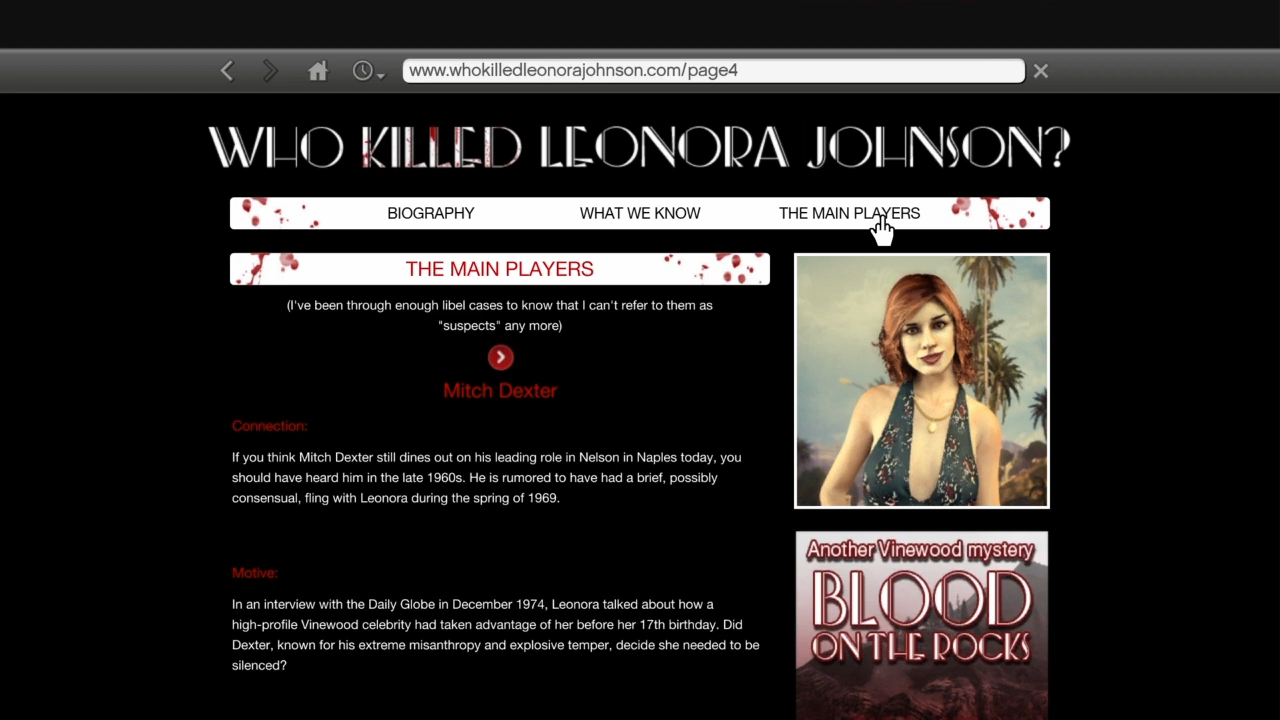 www.whokilledleonorajohnson.com/page4
WHO KILLED LEONORA JOHNSON?
BIOGRAPHY
WHAT WE KNOW
THE MAIN PLAYERS
THE MAIN PLAYERS
(I've been through enough libel cases to know that I can't refer to them as
"suspects" any more)
Mitch Dexter
Connection:
If you think Mitch Dexter still dines out on his leading role in Nelson in Naples today, you
should have heard him in the late 1960s. He is rumored to have had a brief, possibly
consensual, fling with Leonora during the spring of 1969.
Motive:
In an interview with the Daily Globe in December 1974, Leonora talked about how a
high-profile Vinewood celebrity had taken advantage of her before her 17th birthday. Did
Dexter, known for his extreme misanthropy and explosive temper, decide she needed to be
silenced?
Another Vinewood mystery
BLOOD
ON THE ROCKS